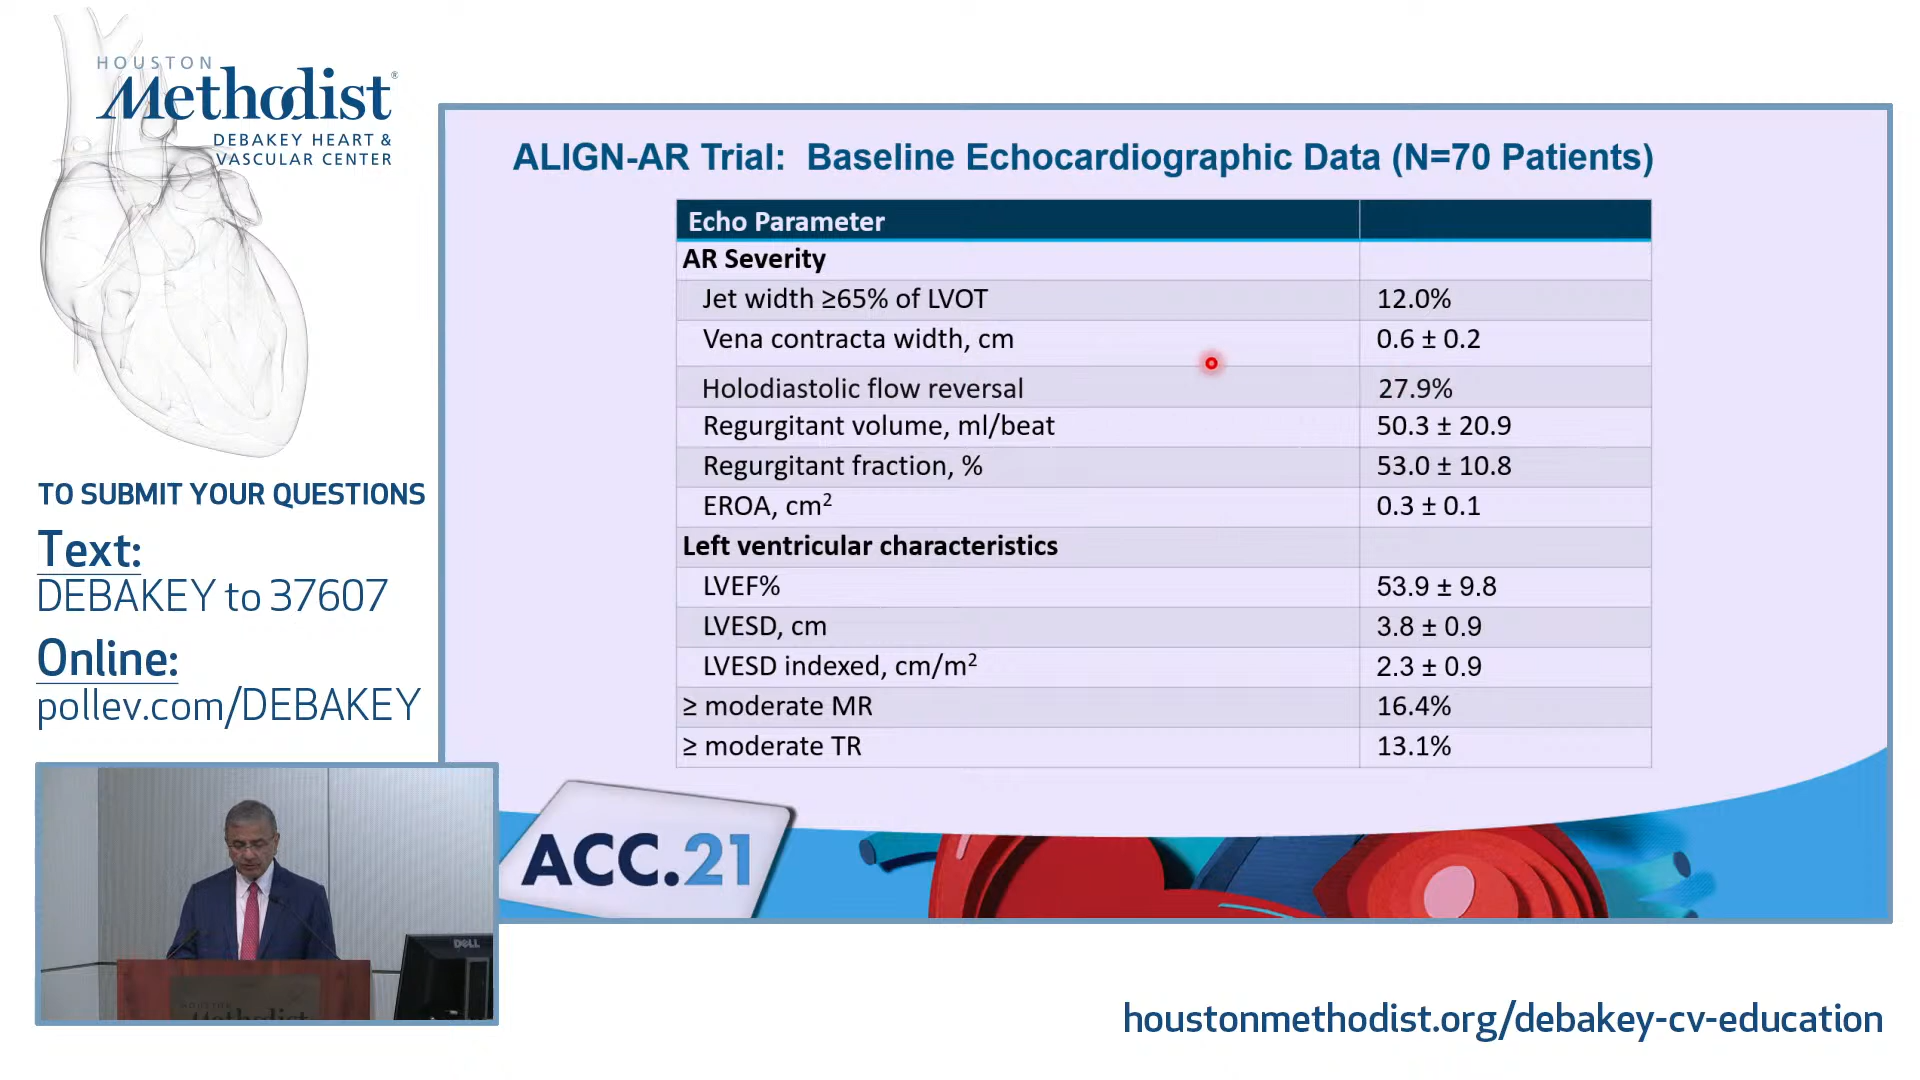 HOUSTON
Methodist®
DEBAKEY HEART &
VASCULAR CENTER
TO SUBMIT YOUR QUESTIONS
Text:
DEBAKEY to 37607
Online:
pollev.com/DEBAKEY
ALIGN-AR Trial: Baseline Echocardiographic Data (N=70 Patients)
Echo Parameter
AR Severity
Jet width ≥65% of LVOT 12.0%
Vena contracta width, cm 0.6 ± 0.2
Holodiastolic flow reversal 27.9%
Regurgitant volume, ml/beat 50.3 ± 20.9
Regurgitant fraction, % 53.0 ± 10.8
EROA, cm² 0.3 ± 0.1
Left ventricular characteristics
LVEF% 53.9 ± 9.8
LVESD, cm 3.8 ± 0.9
LVESD indexed, cm/m² 2.3 ± 0.9
≥ moderate MR 16.4%
≥ moderate TR 13.1%
ACC.21
DELL
HOUSTON
Methodist
houstonmethodist.org/debakey-cv-education